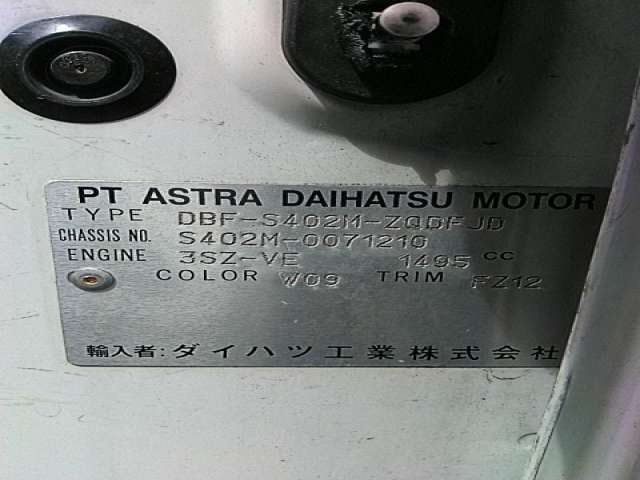 PT ASTRA DAIHATSU MOTOR
TYPE DBF-S402M-ZQDFJD
CHASSIS NO. S402M-0071210
ENGINE 3SZ-VE 1495 CC
COLOR W09 TRIM FZ12
輸入者:ダイハツ工業株式会社